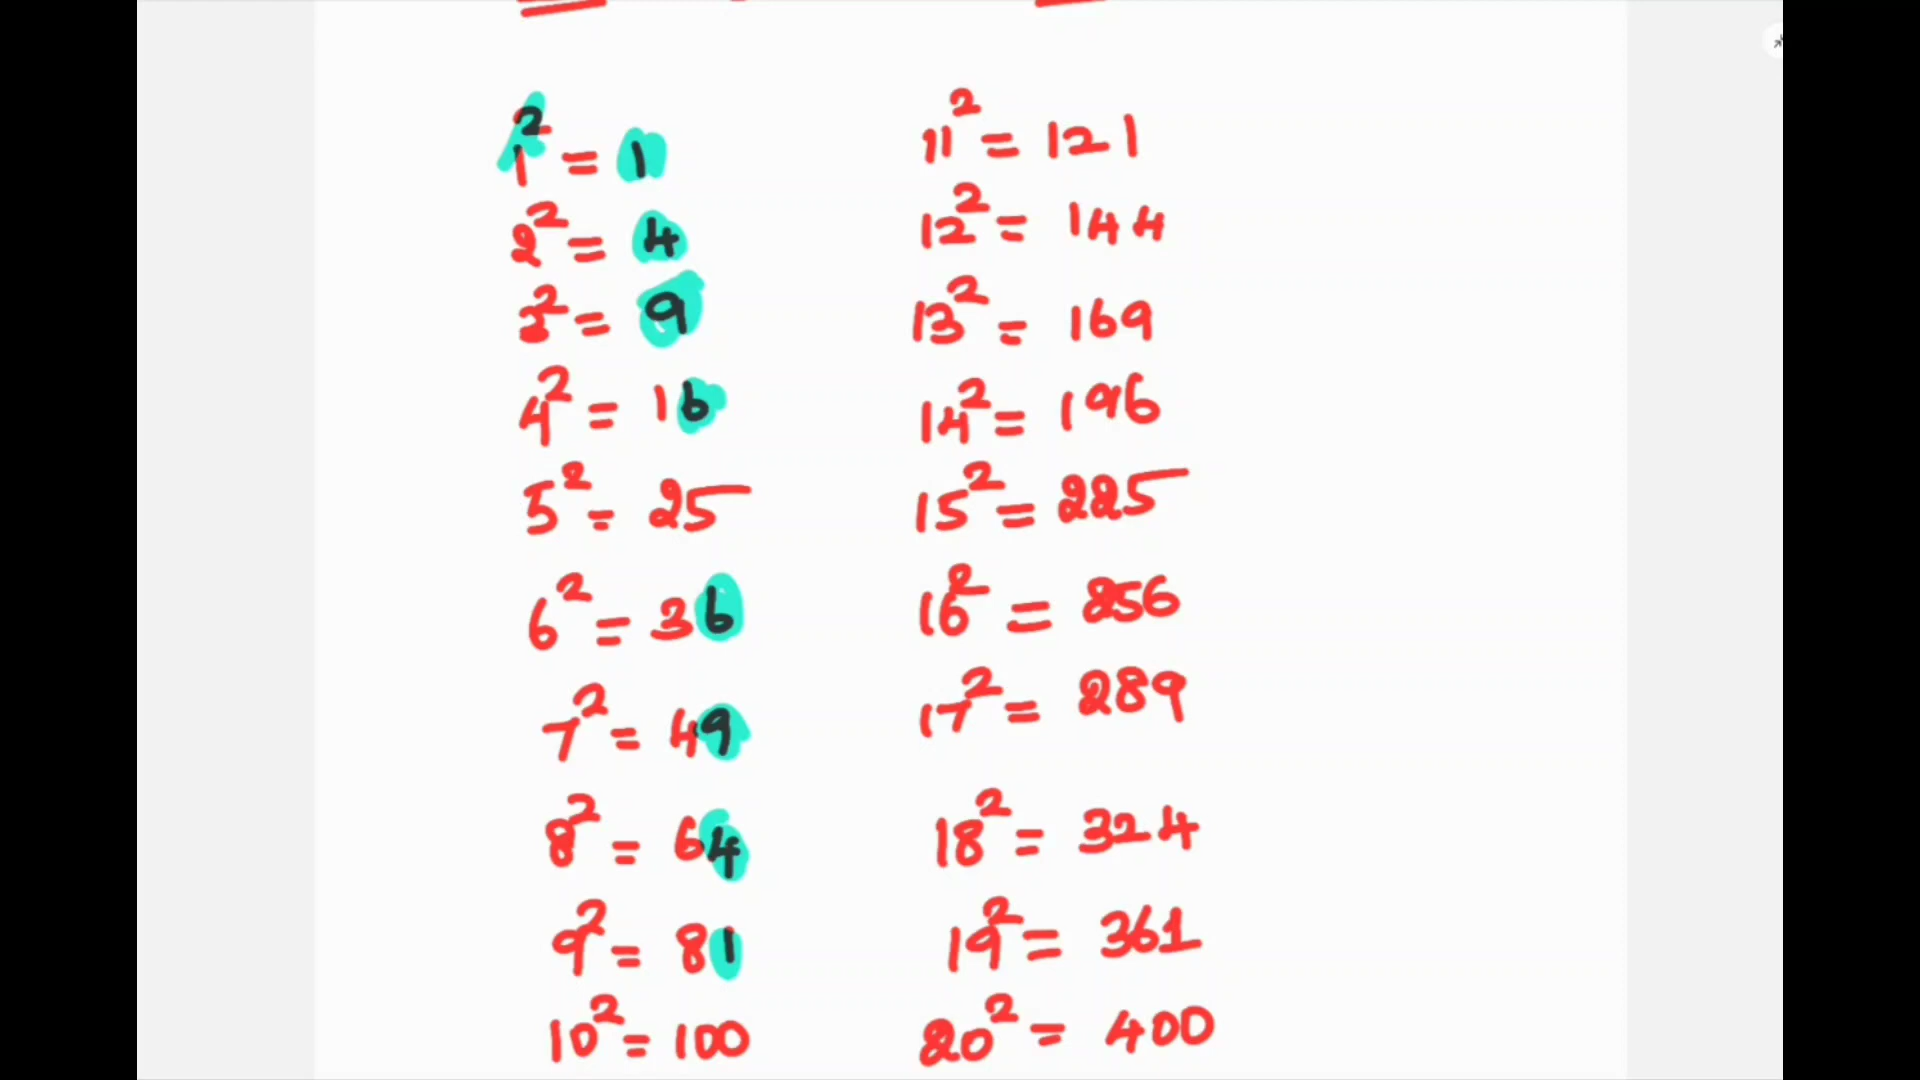 1² = 1
2² = 4
3² = 9
4² = 16
5² = 25
6² = 36
7² = 49
8² = 64
9² = 81
10² = 100
11² = 121
12² = 144
13² = 169
14² = 196
15² = 225
16² = 256
17² = 289
18² = 324
19² = 361
20² = 400